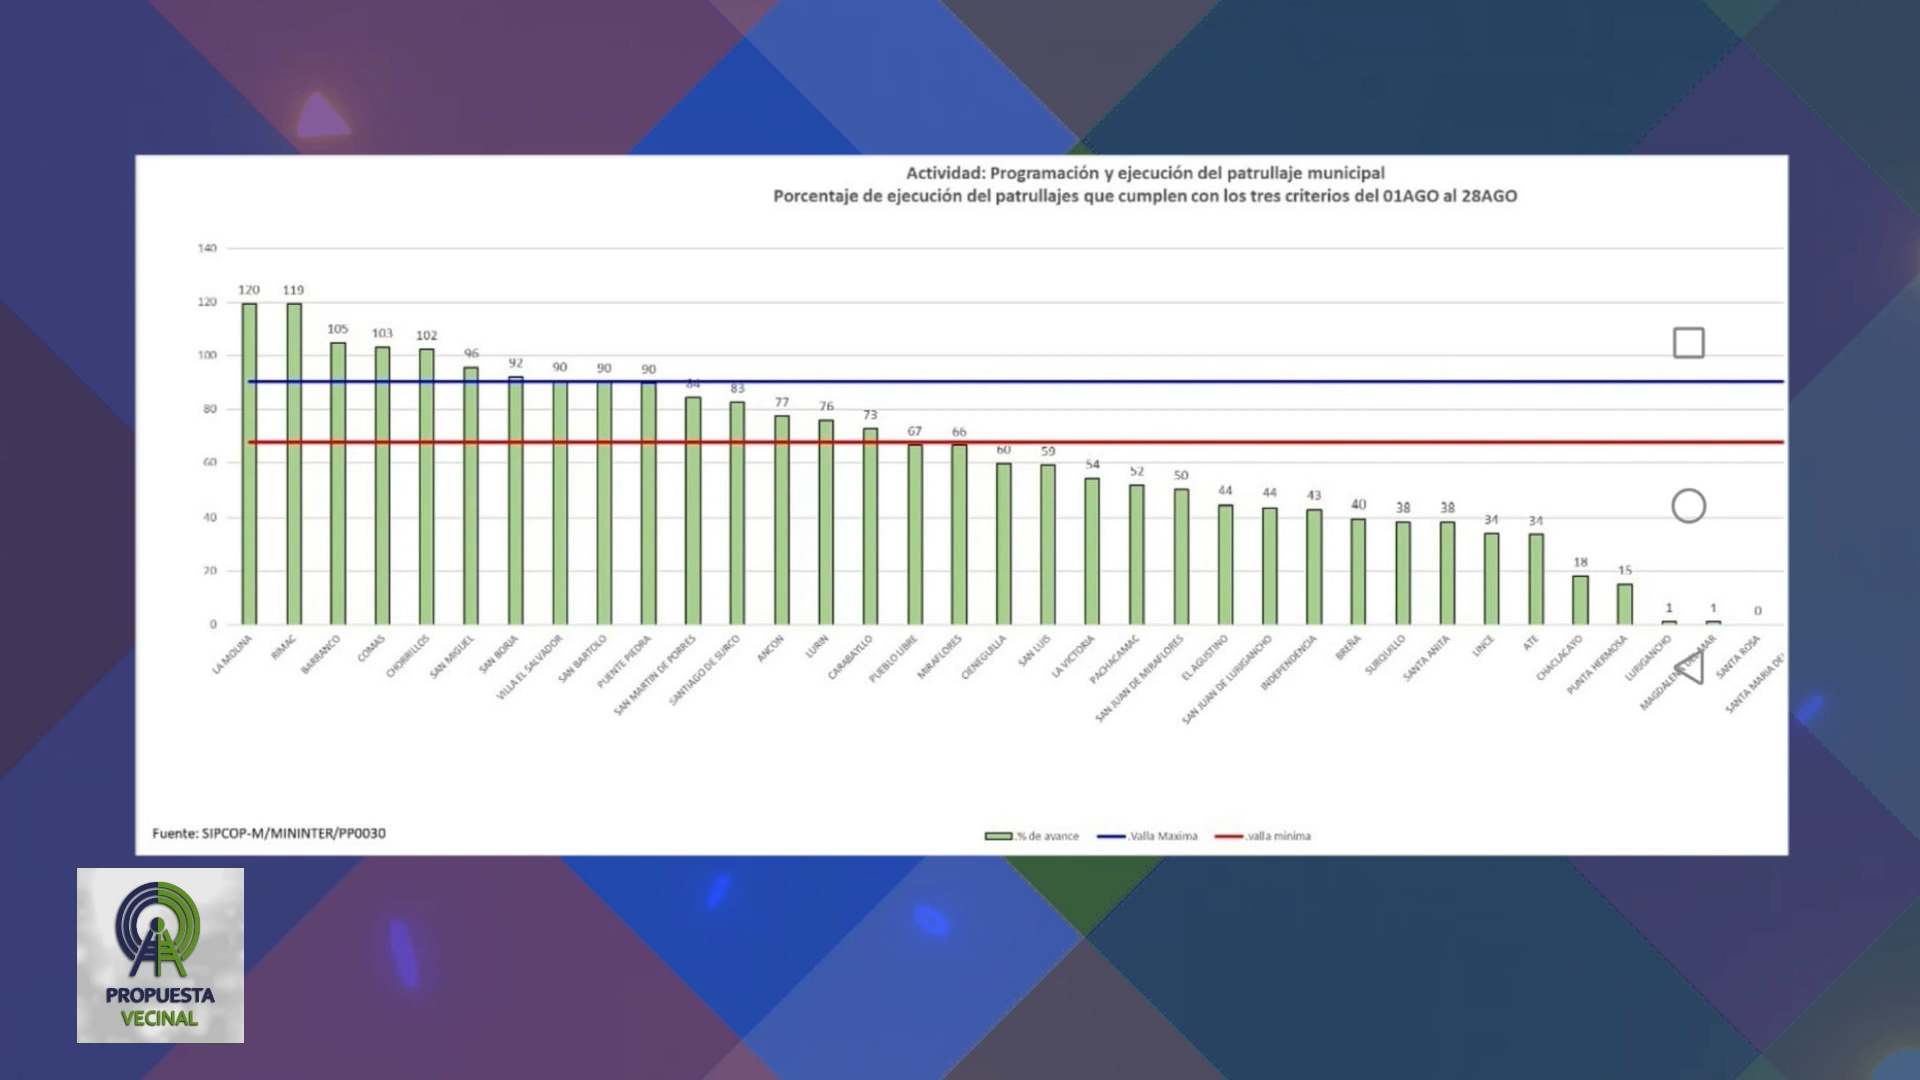 Actividad: Programación y ejecución del patrullaje municipal
Porcentaje de ejecución del patrullajes que cumplen con los tres criterios del 01AGO al 28AGO
140
120
100
80
60
40
20
0
120 119 105 103 102 96 92 90 90 90 84 83 77 76 73 67 66 60 59 54 52 50 44 44 43 40 38 38 34 34 18 15 1 1 0
LA MOLINA
RIMAC
BARRANCO
COMAS
CHORRILLOS
SAN MIGUEL
SAN BORJA
VILLA EL SALVADOR
SAN BARTOLO
PUENTE PIEDRA
SAN MARTIN DE PORRES
SANTIAGO DE SURCO
ANCON
LURIN
CARABAYLLO
PUEBLO LIBRE
MIRAFLORES
CIENEGUILLA
SAN LUIS
LA VICTORIA
PACHACAMAC
SAN JUAN DE MIRAFLORES
EL AGUSTINO
SAN JUAN DE LURIGANCHO
INDEPENDENCIA
BREÑA
SURQUILLO
SANTA ANITA
LINCE
ATE
CHACLACAYO
PUNTA HERMOSA
LURIGANCHO
MAGDALENA DEL MAR
SANTA ROSA
SANTA MARIA DE
Fuente: SIPCOP-M/MININTER/PP0030
.% de avance .Valla Maxima .valla minima
PROPUESTA
VECINAL